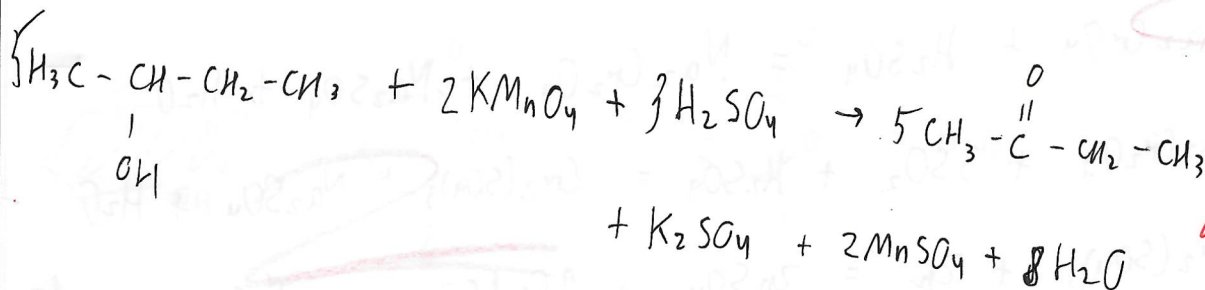 5H₃C - CH - CH₂ - CH₃ + 2KMnO₄ + 3H₂SO₄ → 5CH₃ - C - CH₂ - CH₃
O
||
|
OH
+ K₂SO₄ + 2MnSO₄ + 8H₂O